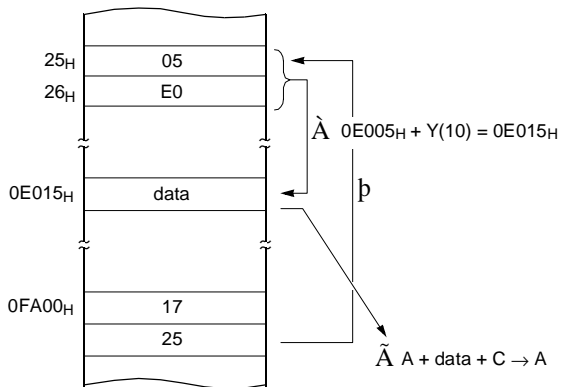 25H 05
26H E0
À 0E005H + Y(10) = 0E015H
þ
0E015H data
0FA00H 17
25
Ã A + data + C → A